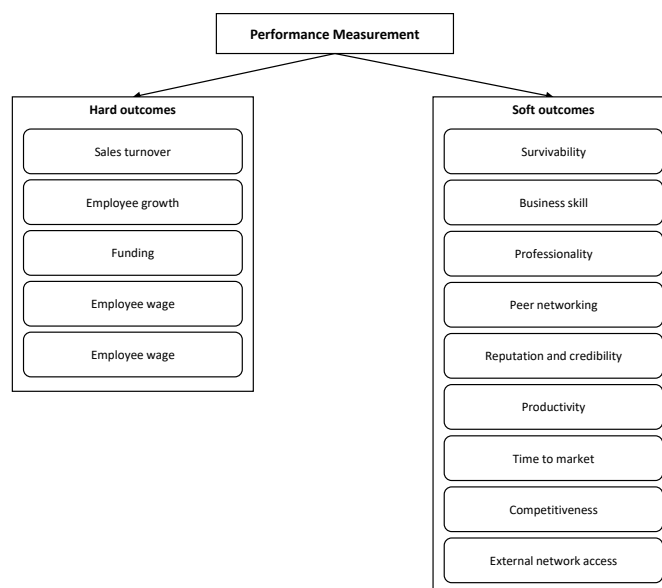 Performance Measurement
Hard outcomes
Sales turnover
Employee growth
Funding
Employee wage
Employee wage
Soft outcomes
Survivability
Business skill
Professionality
Peer networking
Reputation and credibility
Productivity
Time to market
Competitiveness
External network access